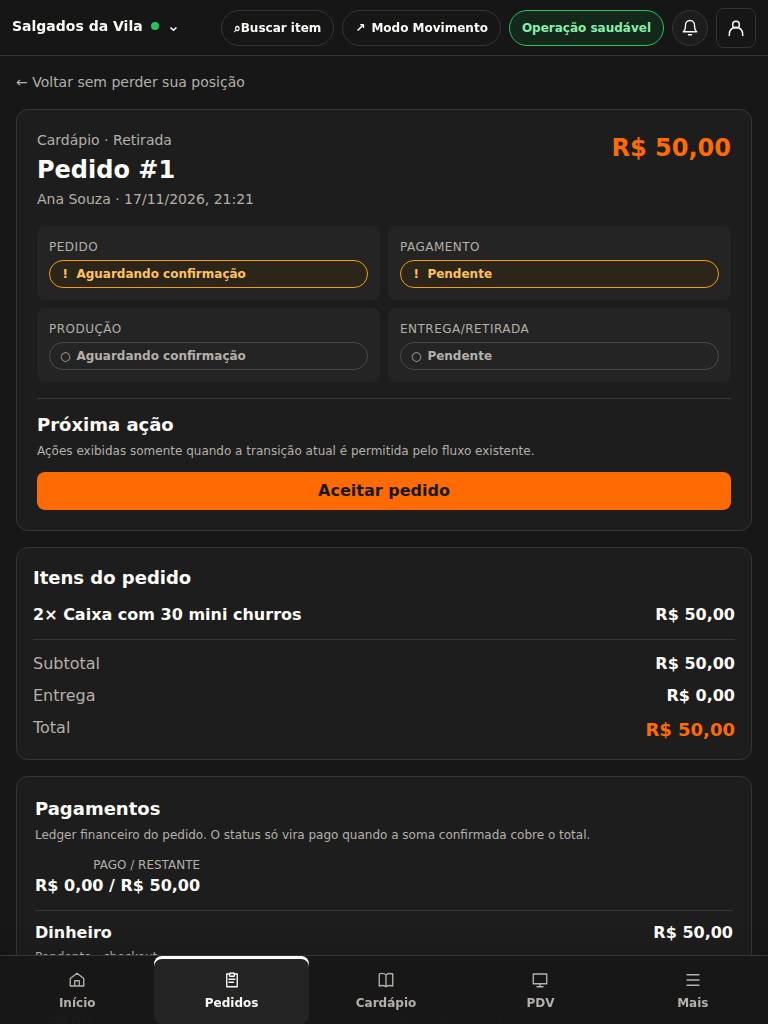 Salgados da Vila
Buscar item
↗ Modo Movimento
Operação saudável
← Voltar sem perder sua posição
Cardápio · Retirada
Pedido #1
R$ 50,00
Ana Souza · 17/11/2026, 21:21
PEDIDO
! Aguardando confirmação
PAGAMENTO
! Pendente
PRODUÇÃO
○ Aguardando confirmação
ENTREGA/RETIRADA
○ Pendente
Próxima ação
Ações exibidas somente quando a transição atual é permitida pelo fluxo existente.
Aceitar pedido
Itens do pedido
2× Caixa com 30 mini churros R$ 50,00
Subtotal R$ 50,00
Entrega R$ 0,00
Total R$ 50,00
Pagamentos
Ledger financeiro do pedido. O status só vira pago quando a soma confirmada cobre o total.
PAGO / RESTANTE
R$ 0,00 / R$ 50,00
Dinheiro R$ 50,00
Início
Pedidos
Cardápio
PDV
Mais